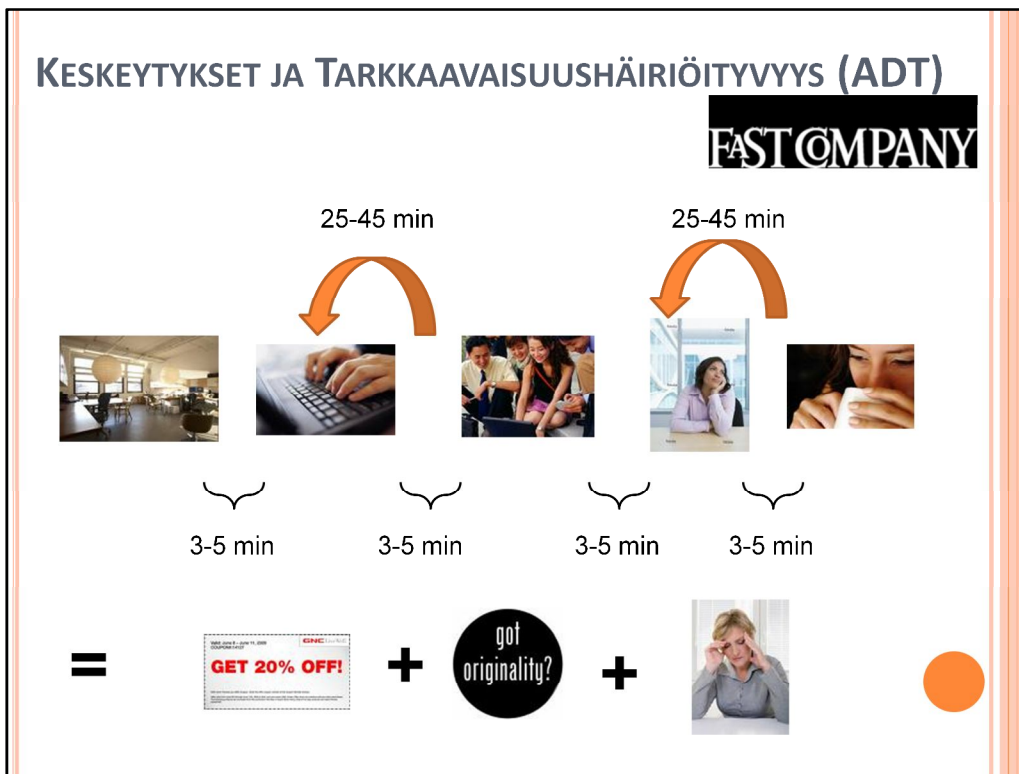 KESKEYTYKSET JA TARKKAAVAISUUSHÄIRIÖITYVYYS (ADT)
FAST COMPANY
25-45 min
25-45 min
3-5 min
3-5 min
3-5 min
3-5 min
=
GNC
GET 20% OFF!
+
got
originality?
+